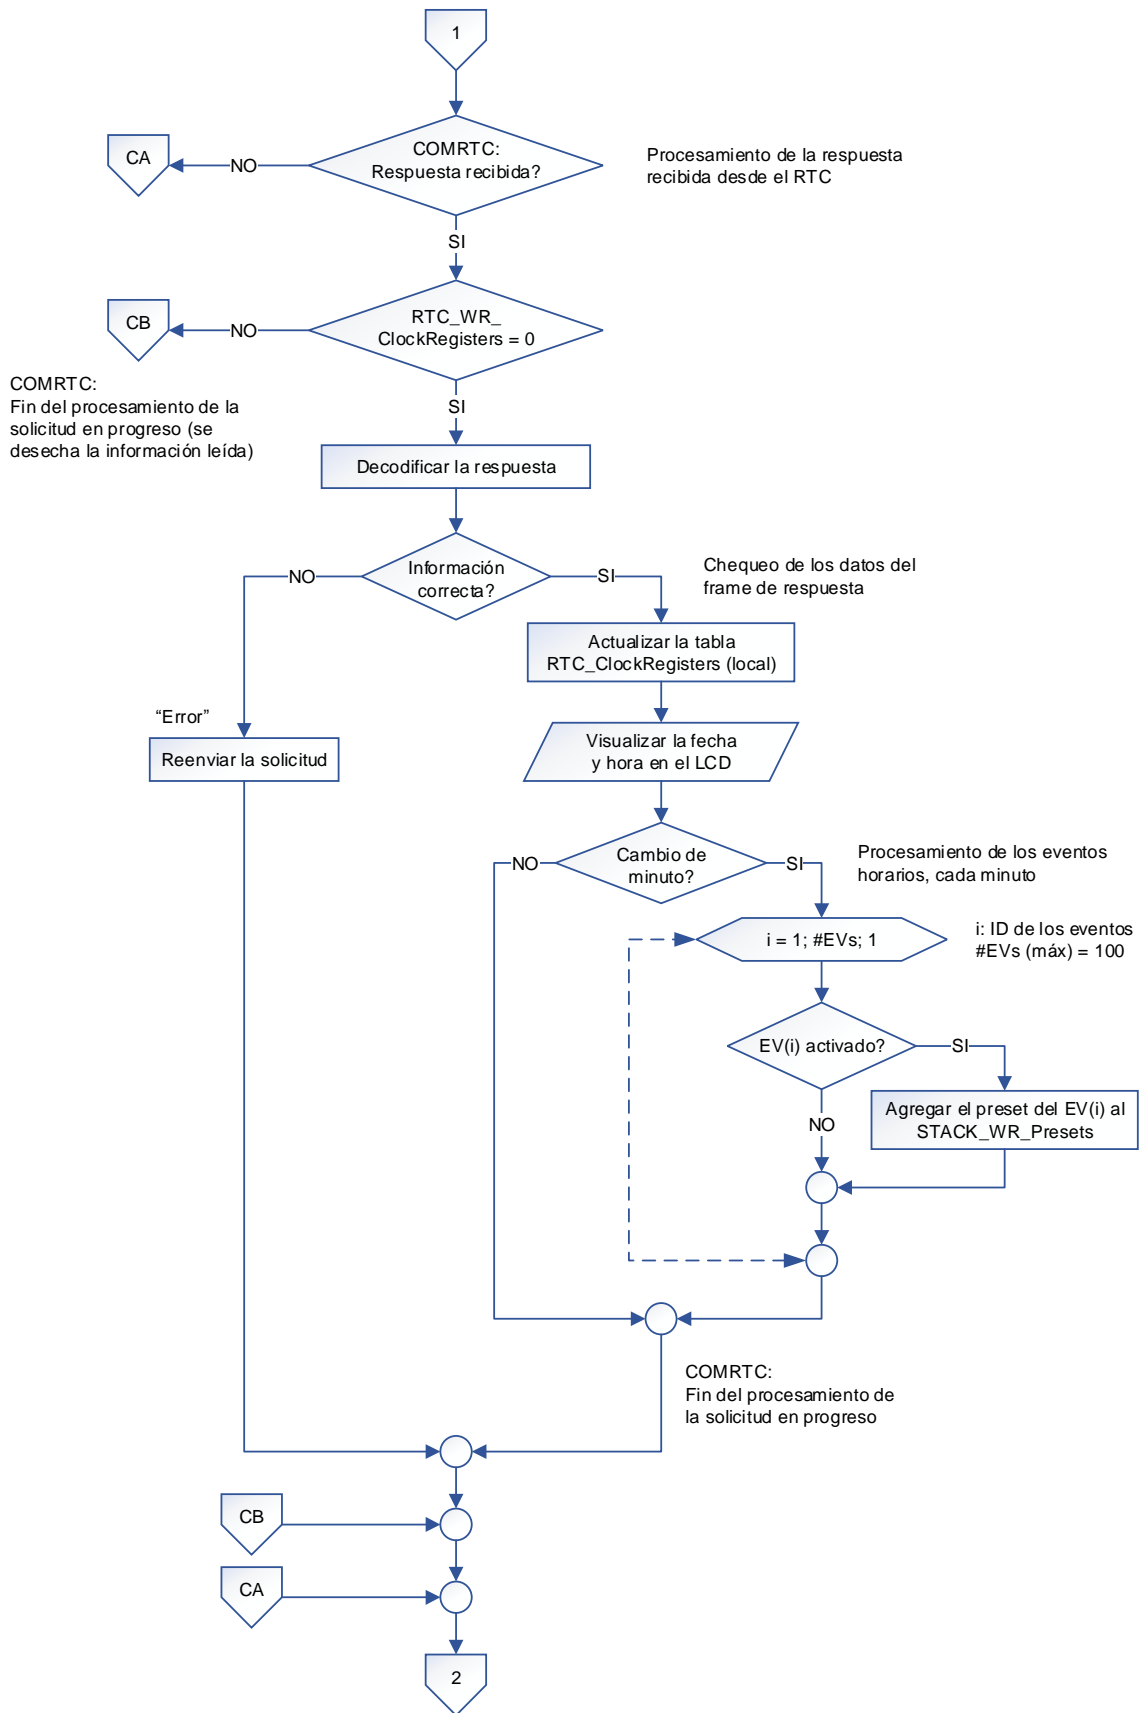 1
COMRTC:
Respuesta recibida?
NO
CA
Procesamiento de la respuesta
recibida desde el RTC
SI
RTC_WR_
ClockRegisters = 0
NO
CB
COMRTC:
Fin del procesamiento de la
solicitud en progreso (se
desecha la información leída)
SI
Decodificar la respuesta
Información
correcta?
NO
SI
Chequeo de los datos del
frame de respuesta
Actualizar la tabla
RTC_ClockRegisters (local)
“Error”
Reenviar la solicitud
Visualizar la fecha
y hora en el LCD
Cambio de
minuto?
NO
SI
Procesamiento de los eventos
horarios, cada minuto
i = 1; #EVs; 1
i: ID de los eventos
#EVs (máx) = 100
EV(i) activado?
SI
NO
Agregar el preset del EV(i) al
STACK_WR_Presets
COMRTC:
Fin del procesamiento de
la solicitud en progreso
CB
CA
2